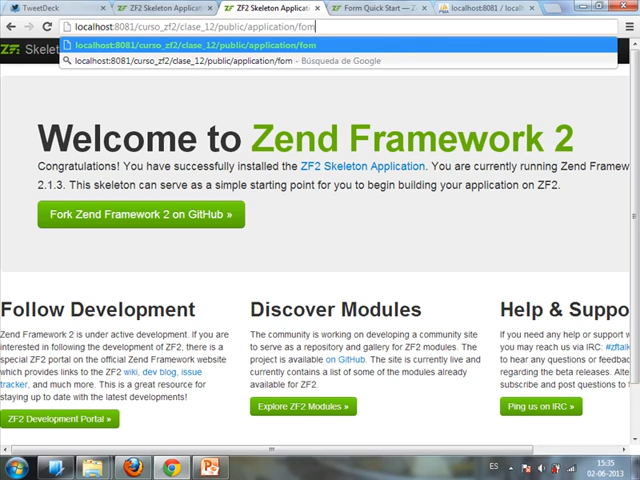 TweetDeck
ZF2 Skeleton Applicati
ZF2 Skeleton Applicati
Form Quick Start — Z
localhost:8081 / localh
localhost:8081/curso_zf2/clase_12/public/application/fom
localhost:8081/curso_zf2/clase_12/public/application/fom
localhost:8081/curso_zf2/clase_12/public/application/fom - Búsqueda de Google
Skelet
Welcome to Zend Framework 2
Congratulations! You have successfully installed the ZF2 Skeleton Application. You are currently running Zend Framew
2.1.3. This skeleton can serve as a simple starting point for you to begin building your application on ZF2.
Fork Zend Framework 2 on GitHub »
Follow Development
Zend Framework 2 is under active development. If you are
interested in following the development of ZF2, there is a
special ZF2 portal on the official Zend Framework website
which provides links to the ZF2 wiki, dev blog, issue
tracker, and much more. This is a great resource for
staying up to date with the latest developments!
ZF2 Development Portal »
Discover Modules
The community is working on developing a community site
to serve as a repository and gallery for ZF2 modules. The
project is available on GitHub. The site is currently live and
currently contains a list of some of the modules already
available for ZF2.
Explore ZF2 Modules »
Help & Suppo
If you need any help or support w
you may reach us via IRC: #zftalk
to hear any questions or feedba
regarding the beta releases. Alter
subscribe and post questions to t
Ping us on IRC »
ES
15:35
02-06-2013